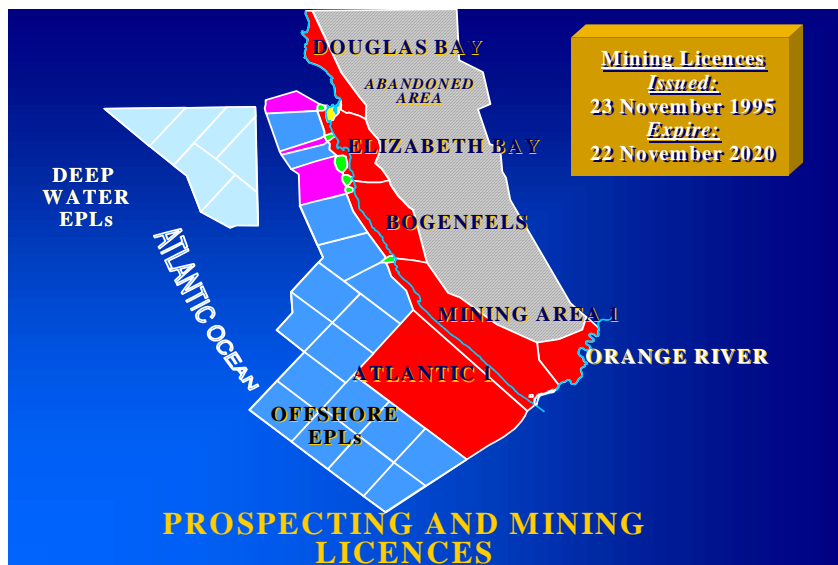 DOUGLAS BAY
ABANDONED
AREA
Mining Licences
Issued:
23 November 1995
Expire:
22 November 2020
ELIZABETH BAY
DEEP
WATER
EPLs
BOGENFELS
ATLANTIC OCEAN
MINING AREA 1
ORANGE RIVER
ATLANTIC 1
OFFSHORE
EPLs
PROSPECTING AND MINING
LICENCES